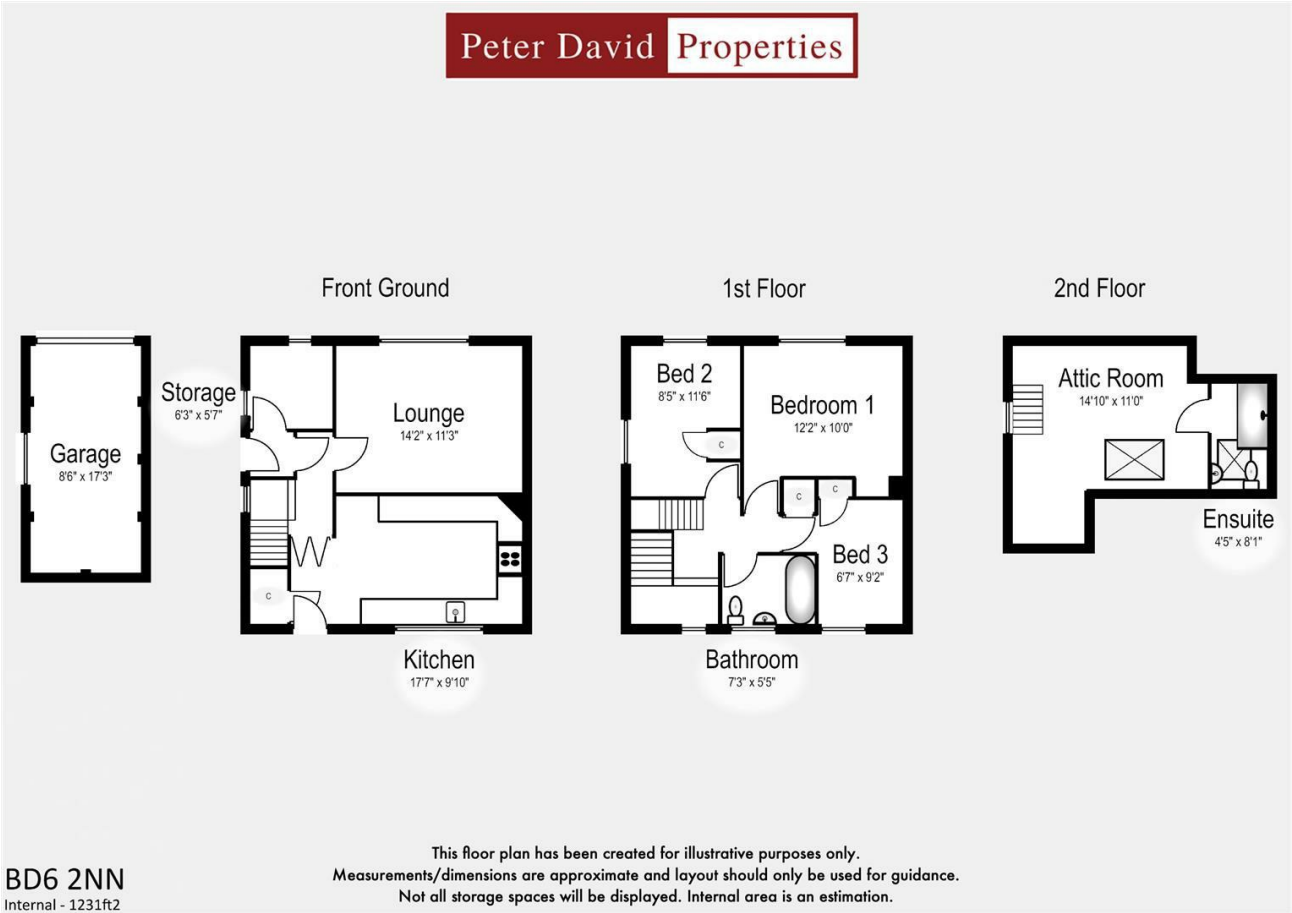 Peter David Properties
Front Ground
1st Floor
2nd Floor
Garage
8'6" x 17'3"
Storage
6'3" x 5'7"
Lounge
14'2" x 11'3"
C
Kitchen
17'7" x 9'10"
Bed 2
8'5" x 11'6"
C
Bedroom 1
12'2" x 10'0"
C
C
Bed 3
6'7" x 9'2"
Bathroom
7'3" x 5'5"
Attic Room
14'10" x 11'0"
Ensuite
4'5" x 8'1"
This floor plan has been created for illustrative purposes only.
Measurements/dimensions are approximate and layout should only be used for guidance.
Not all storage spaces will be displayed. Internal area is an estimation.
BD6 2NN
Internal - 1231ft2